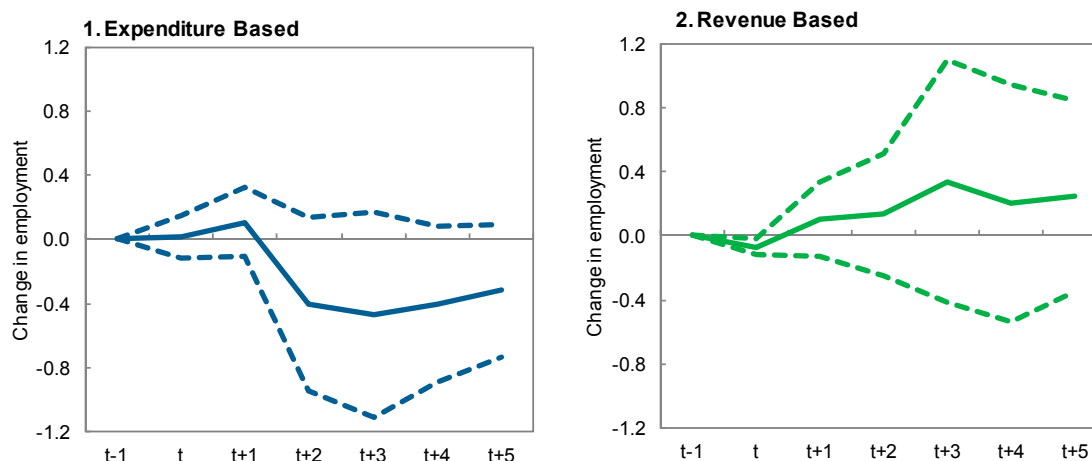 1. Expenditure Based
1.2
0.8
0.4
0.0
-0.4
-0.8
-1.2
Change in employment
t-1 t t+1 t+2 t+3 t+4 t+5
2. Revenue Based
1.2
0.8
0.4
0.0
-0.4
-0.8
-1.2
Change in employment
t-1 t t+1 t+2 t+3 t+4 t+5